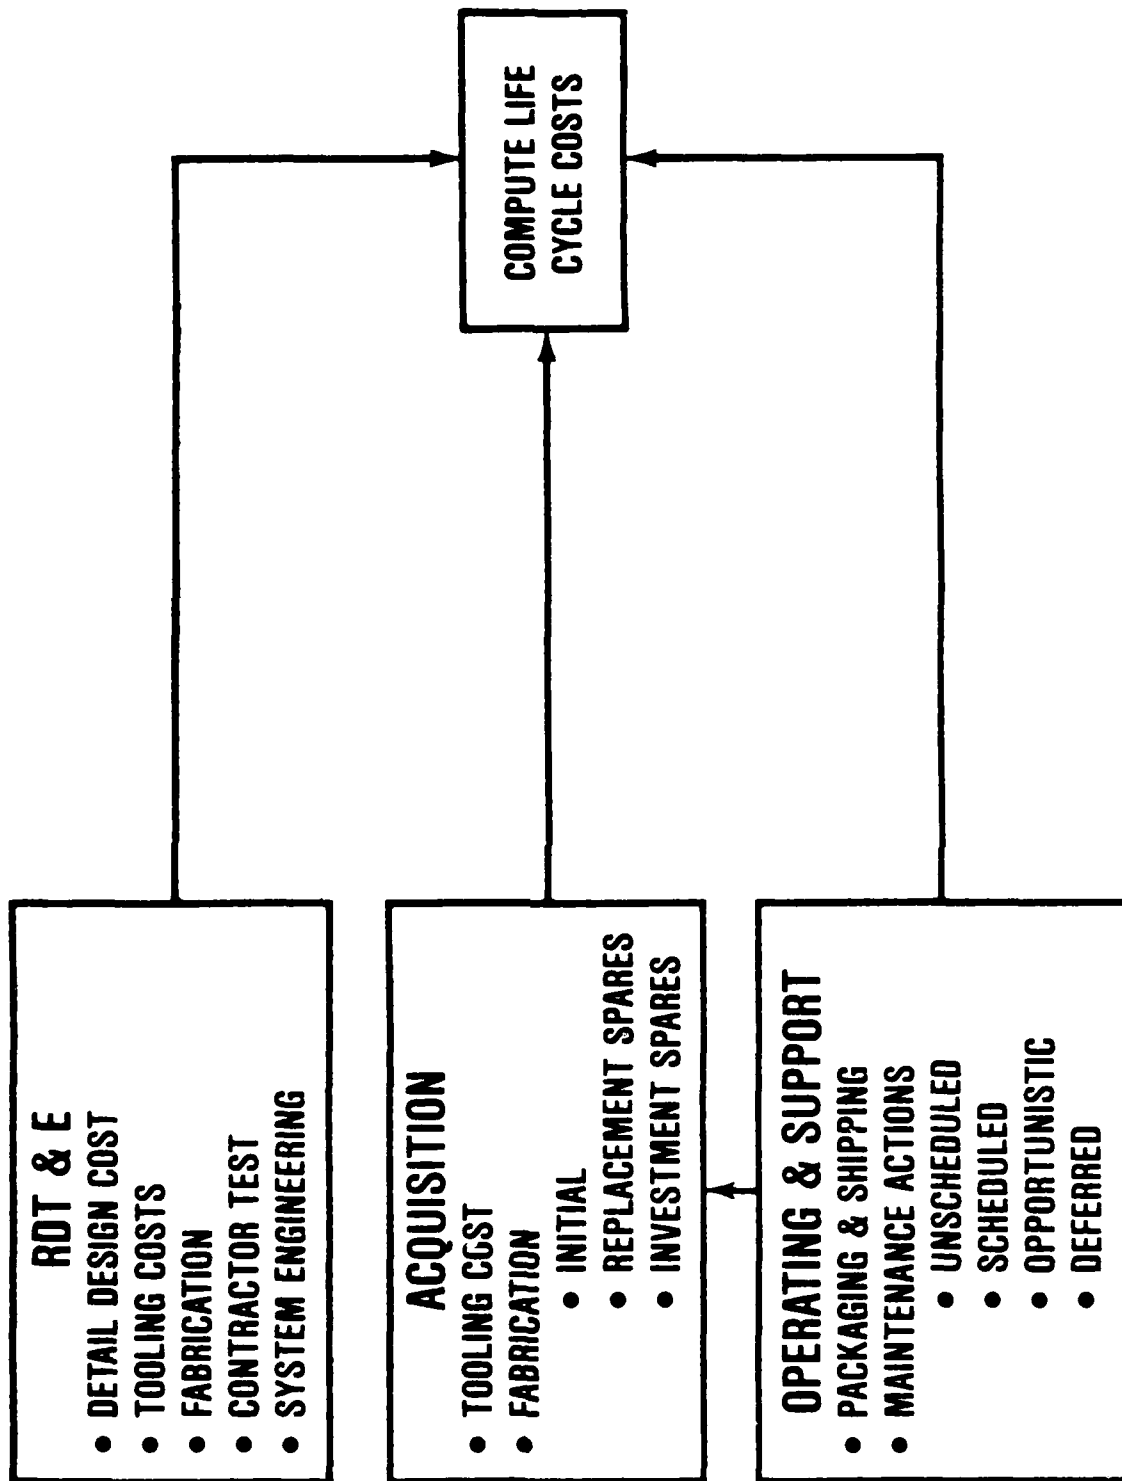 RDT & E
• DETAIL DESIGN COST
• TOOLING COSTS
• FABRICATION
• CONTRACTOR TEST
• SYSTEM ENGINEERING
ACQUISITION
• TOOLING COST
• FABRICATION
• INITIAL
• REPLACEMENT SPARES
• INVESTMENT SPARES
OPERATING & SUPPORT
• PACKAGING & SHIPPING
• MAINTENANCE ACTIONS
• UNSCHEDULED
• SCHEDULED
• OPPORTUNISTIC
• DEFERRED
COMPUTE LIFE
CYCLE COSTS